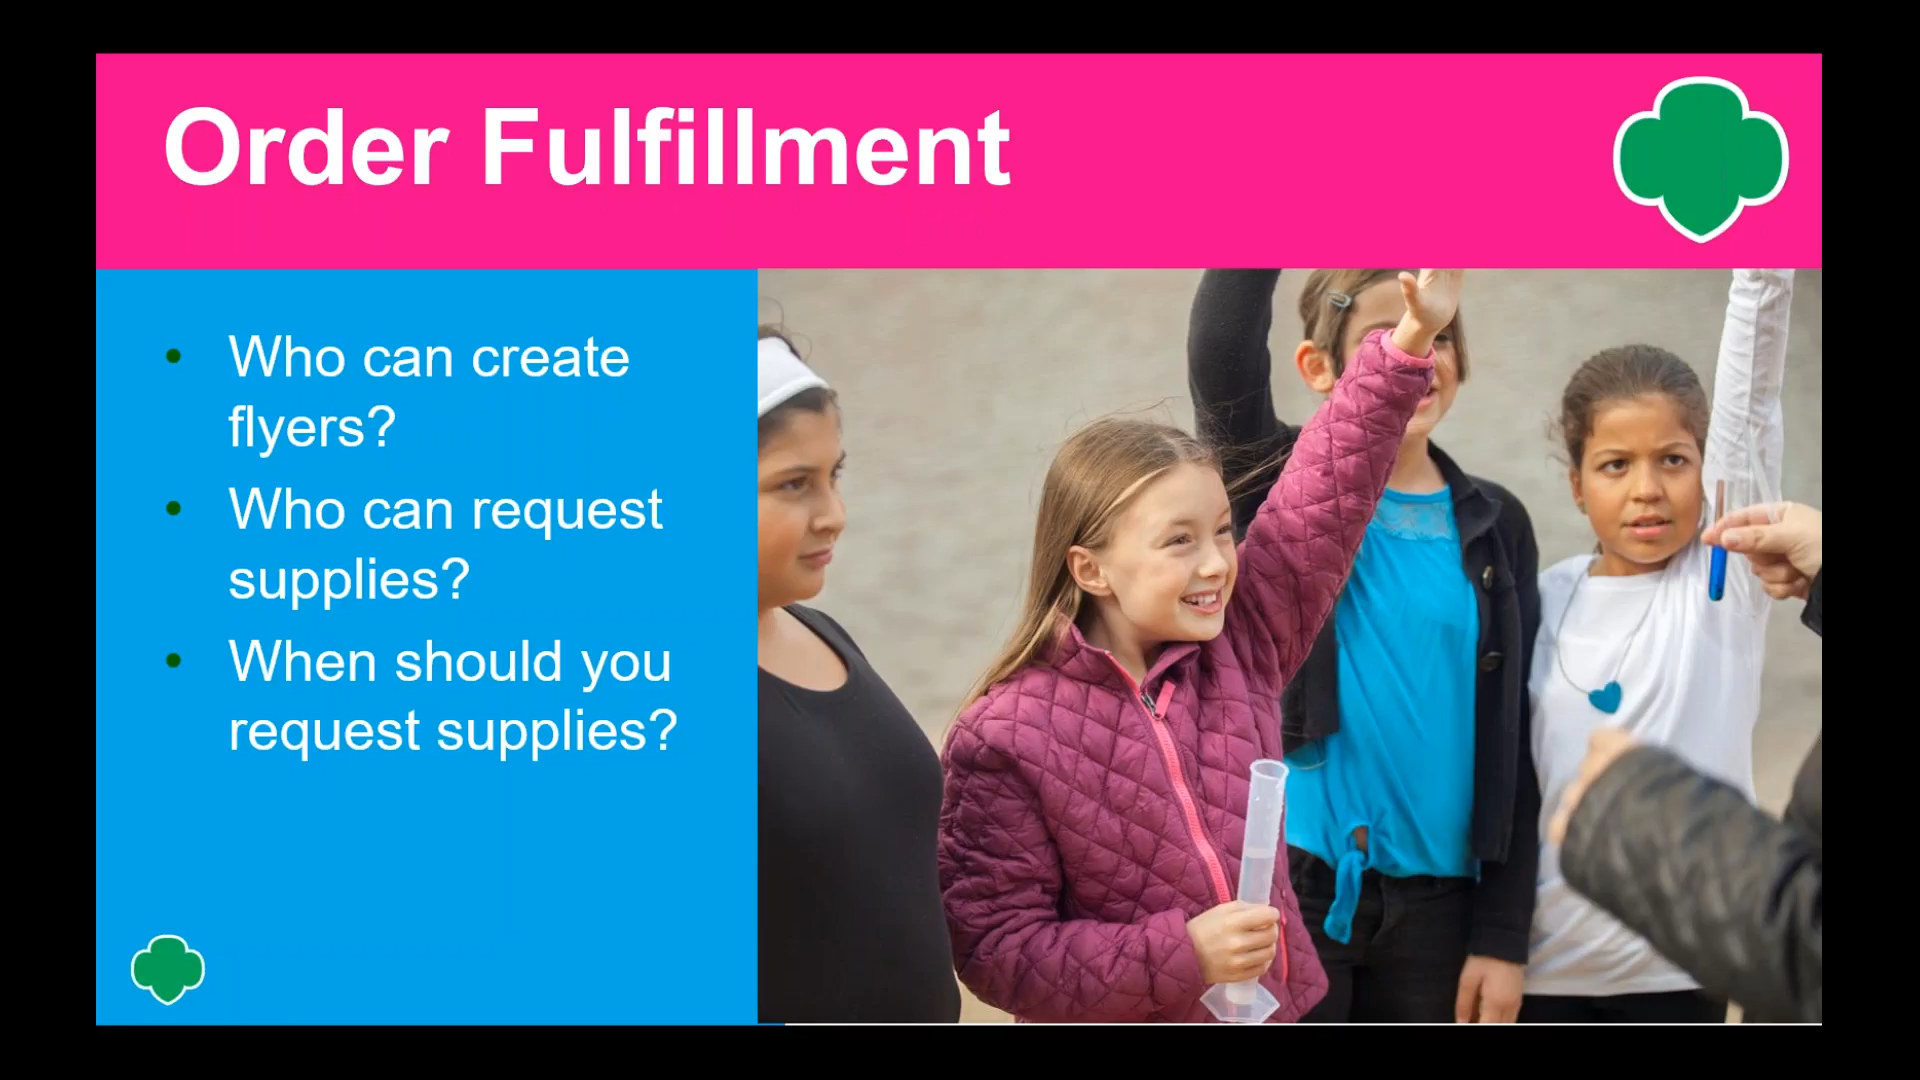 Order Fulfillment
• Who can create
flyers?
• Who can request
supplies?
• When should you
request supplies?